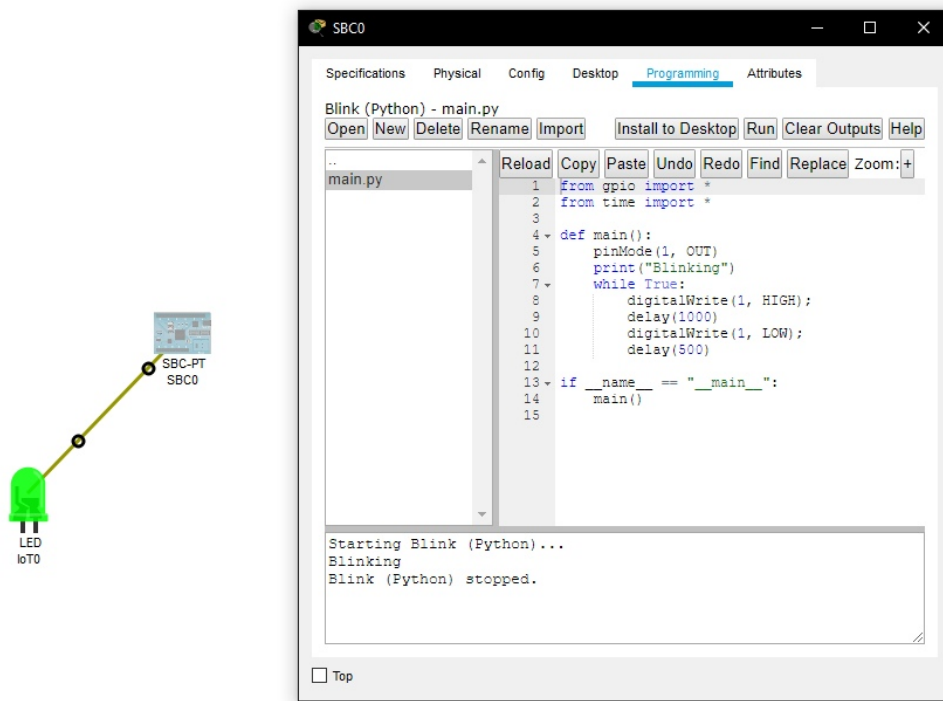 SBC0
Specifications Physical Config Desktop Programming Attributes
Blink (Python) - main.py
Open New Delete Rename Import Install to Desktop Run Clear Outputs Help
..
main.py
Reload Copy Paste Undo Redo Find Replace Zoom: +
1 from gpio import *
2 from time import *
3
4 def main():
5     pinMode(1, OUT)
6     print("Blinking")
7     while True:
8         digitalWrite(1, HIGH);
9         delay(1000)
10         digitalWrite(1, LOW);
11         delay(500)
12
13 if __name__ == "__main__":
14     main()
15
Starting Blink (Python)...
Blinking
Blink (Python) stopped.
Top
SBC-PT
SBC0
LED
IoT0